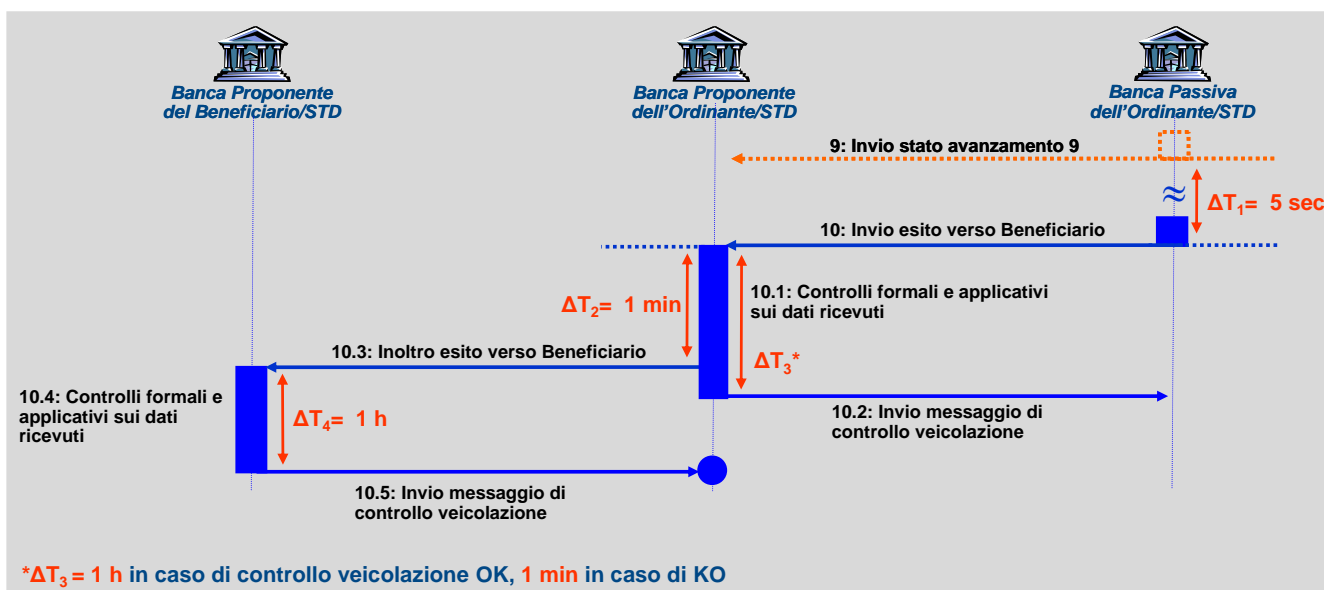 Banca Proponente
del Beneficiario/STD
Banca Proponente
dell'Ordinante/STD
Banca Passiva
dell'Ordinante/STD
9: Invio stato avanzamento 9
≈
ΔT1= 5 sec
10: Invio esito verso Beneficiario
ΔT2= 1 min
10.1: Controlli formali e applicativi
sui dati ricevuti
10.3: Inoltro esito verso Beneficiario
ΔT3*
10.4: Controlli formali e
applicativi sui dati
ricevuti
ΔT4= 1 h
10.2: Invio messaggio di
controllo veicolazione
10.5: Invio messaggio di
controllo veicolazione
*ΔT3 = 1 h in caso di controllo veicolazione OK, 1 min in caso di KO